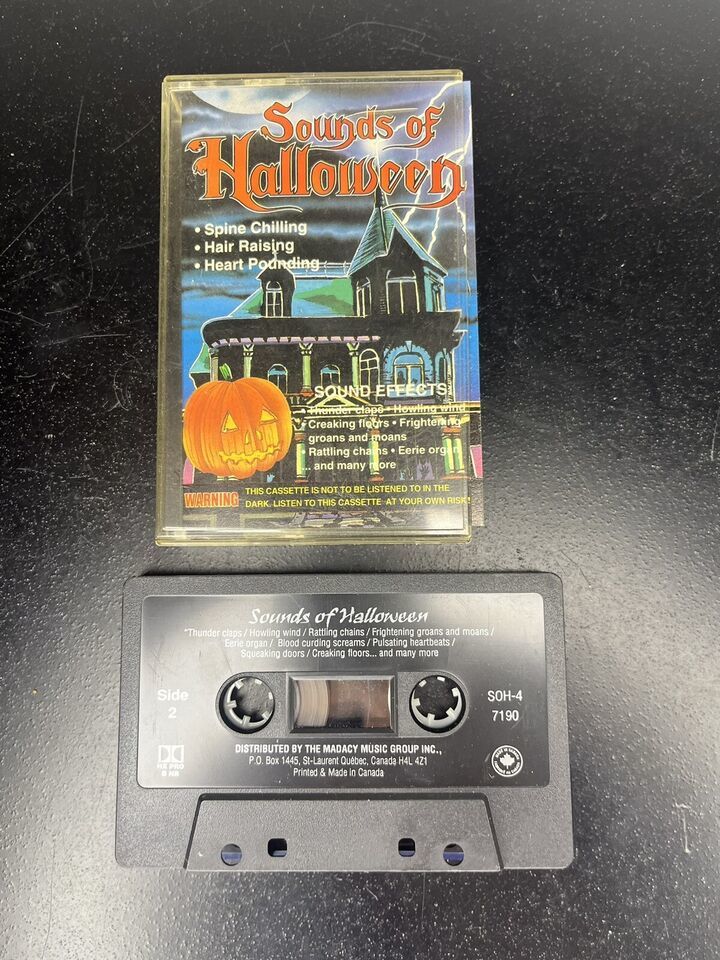 Sounds of
Halloween
• Spine Chilling
• Hair Raising
• Heart Pounding
SOUND EFFECTS
• Thunder claps • Howling wind
• Creaking floors • Frightening
groans and moans
• Rattling chains • Eerie organ
... and many more
WARNING
THIS CASSETTE IS NOT TO BE LISTENED TO IN THE
DARK. LISTEN TO THIS CASSETTE AT YOUR OWN RISK!
Sounds of Halloween
"Thunder claps / Howling wind / Rattling chains / Frightening groans and moans /
Eerie organ / Blood curding screams / Pulsating heartbeats /
Squeaking doors / Creaking floors... and many more
Side
2
SOH-4
7190
HX PRO
B NR
DISTRIBUTED BY THE MADACY MUSIC GROUP INC.,
P.O. Box 1445, St-Laurent Québec, Canada H4L 4Z1
Printed & Made in Canada